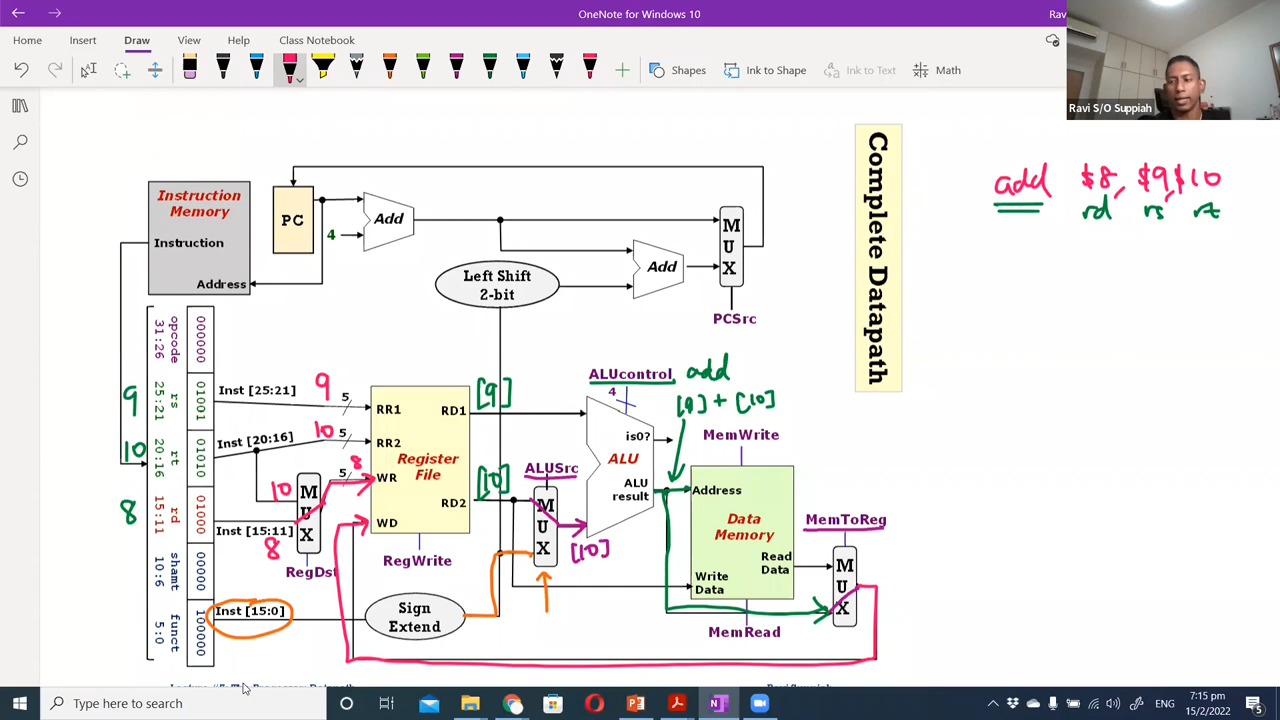 OneNote for Windows 10
Rav
Home Insert Draw View Help Class Notebook
Shapes Ink to Shape Ink to Text Math
Ravi S/O Suppiah
Complete Datapath
add $8, $9, $10
rd rs rt
Instruction Memory
Instruction
Address
PC
4
Add
Left Shift 2-bit
Add
MUX
PCSrc
opcode 31:26 000000
9 rs 25:21 01001
10 rt 20:16 01010
8 rd 15:11 01000
shamt 10:6 00000
funct 5:0 100000
Inst [25:21] 9 5
Inst [20:16] 10 5
10 MUX 8 5
Inst [15:11] 8
RegDst
Inst [15:0]
Sign Extend
RR1 RD1
RR2
Register File
WR
RD2
WD
RegWrite
[9]
[10]
ALUSrc
MUX
[10]
ALUcontrol add
4
[9] + [10]
is0?
ALU
ALU result
MemWrite
Address
Data Memory
Read Data
Write Data
MemRead
MemToReg
MUX
Type here to search
ENG
7:15 pm
15/2/2022
5